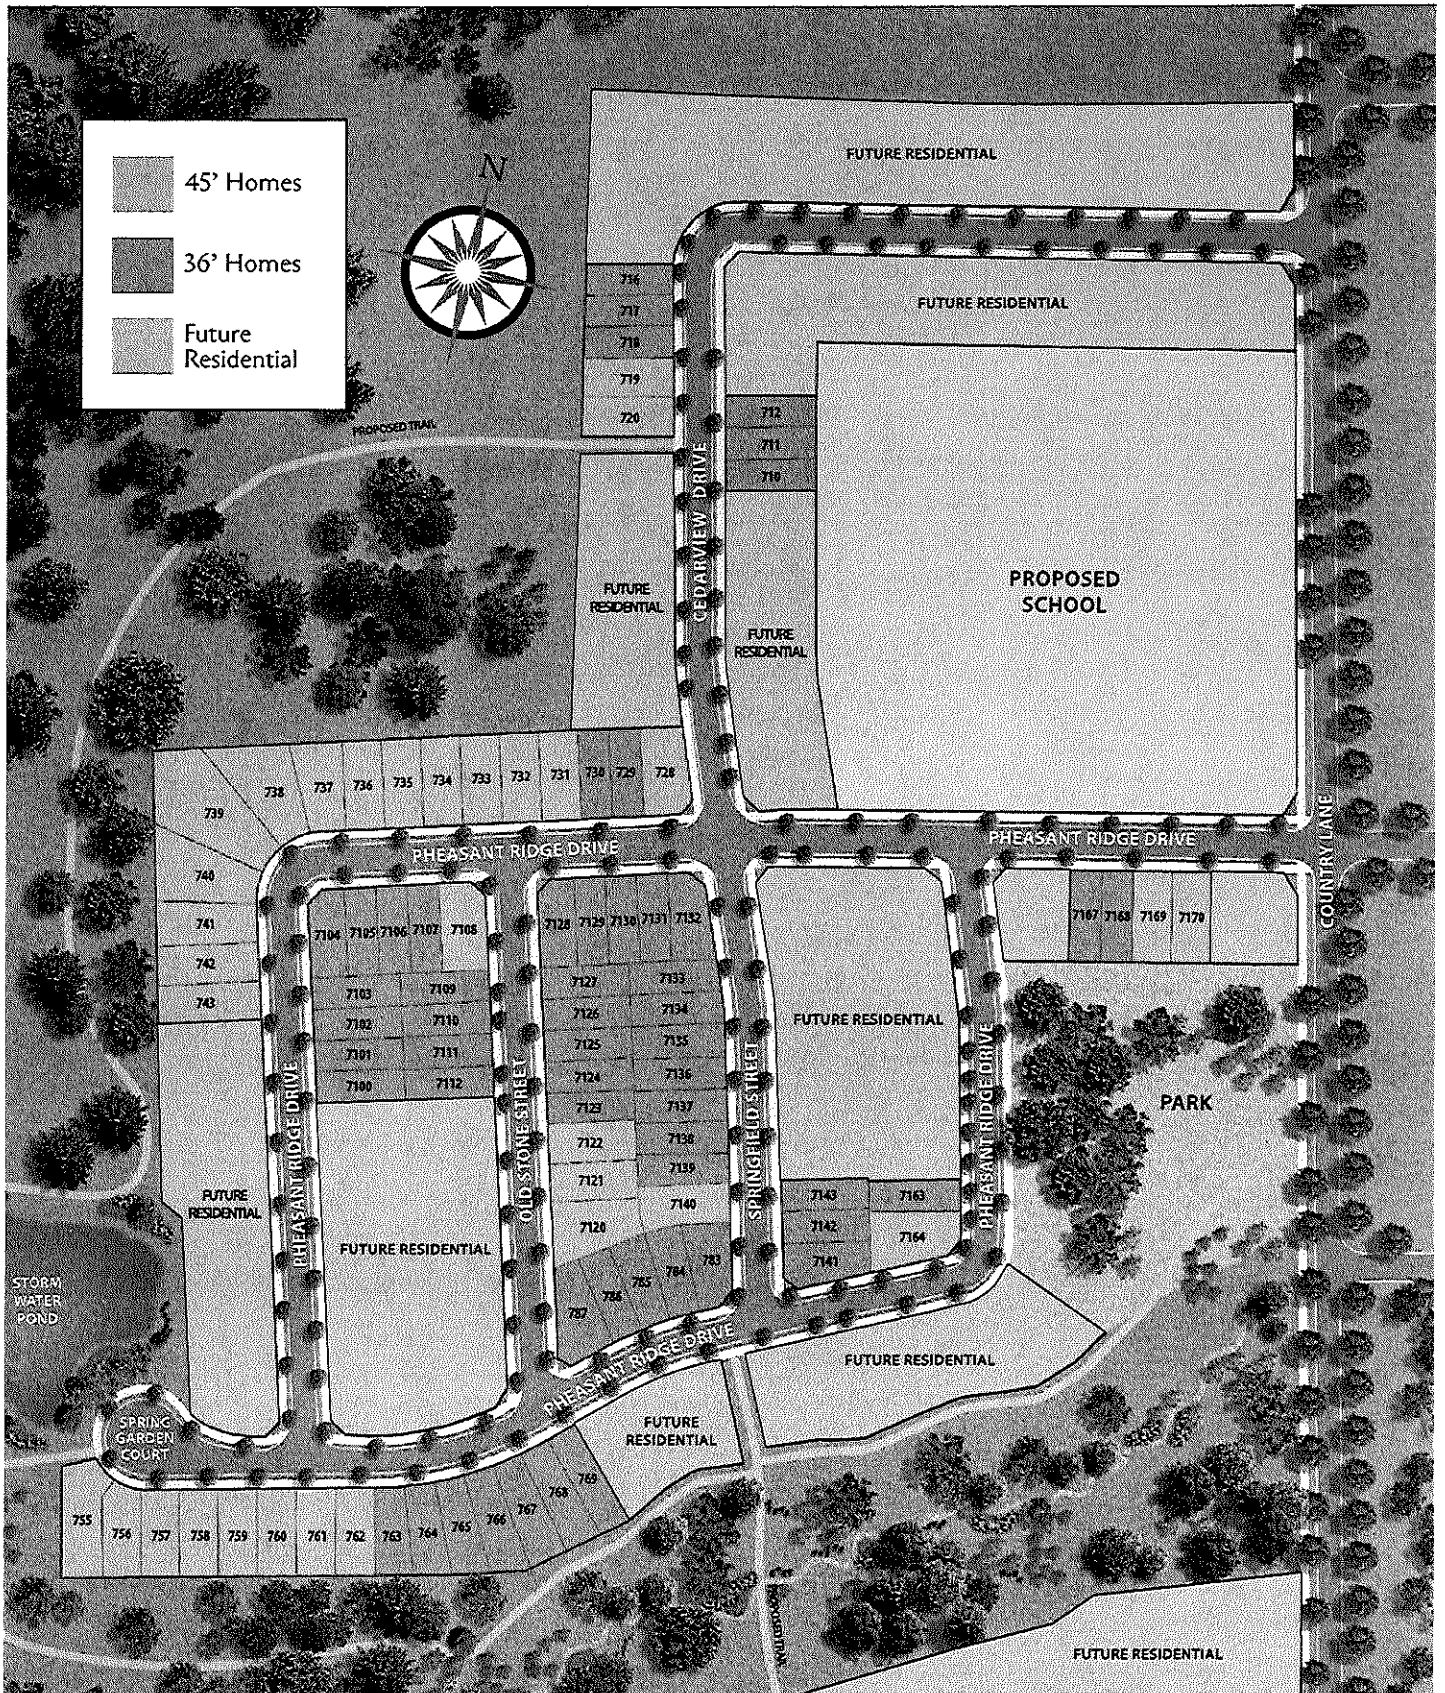 FUTURE RESIDENTIAL
N
45' Homes
36' Homes
Future
Residential
FUTURE RESIDENTIAL
716
717
718
719
720
PROPOSED TRAIL
712
711
710
CEDARVIEW DRIVE
PROPOSED
SCHOOL
FUTURE
RESIDENTIAL
FUTURE
RESIDENTIAL
739
738
737
736
735
734
733
732
731
730
729
728
COUNTRY LANE
PHEASANT RIDGE DRIVE
PHEASANT RIDGE DRIVE
740
741
742
743
7104
7105
7106
7107
7108
7128
7129
7130
7131
7132
7167
7168
7169
7170
7103
7109
7102
7110
7101
7111
7100
7112
7127
7133
7126
7134
7125
7135
7124
7136
7123
7137
7122
7138
7121
7139
7120
7140
787
786
785
784
783
FUTURE RESIDENTIAL
PARK
PHEASANT RIDGE DRIVE
OLD STONE STREET
SPRINGFIELD STREET
PHEASANT RIDGE DRIVE
7143
7163
7142
7164
7141
FUTURE
RESIDENTIAL
FUTURE RESIDENTIAL
STORM
WATER
POND
PHEASANT RIDGE DRIVE
FUTURE RESIDENTIAL
SPRING
GARDEN
COURT
FUTURE
RESIDENTIAL
755
756
757
758
759
760
761
762
763
764
765
766
767
768
769
PROPOSED TRAIL
FUTURE RESIDENTIAL